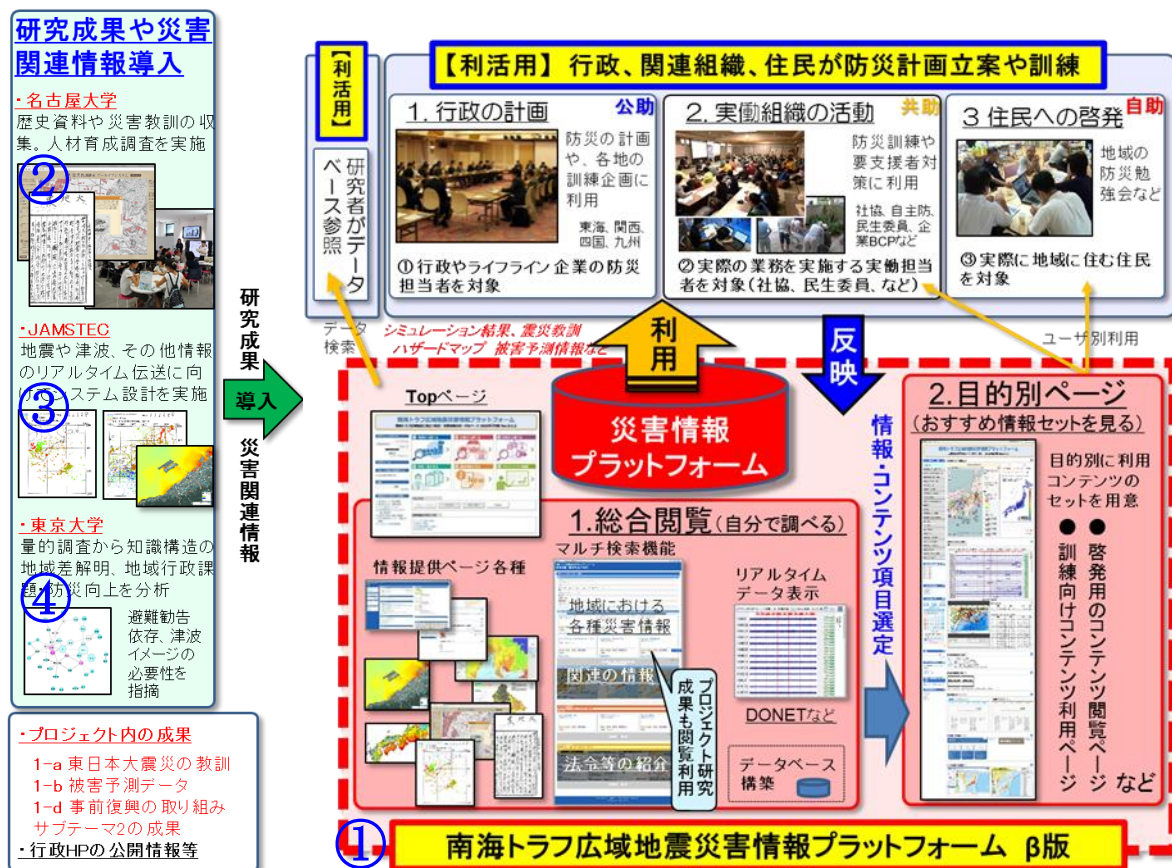 研究成果や災害
関連情報導入
・名古屋大学
歴史資料や災害教訓の収
集。人材育成調査を実施
②
・JAMSTEC
地震や津波、その他情報
のリアルタイム伝送に向
けてシステム設計を実施
③
・東京大学
量的調査から知識構造の
地域差解明、地域行政課
題・防災向上を分析
④
避難勧告
依存、津波
イメージの
必要性を
指摘
・プロジェクト内の成果
1-a 東日本大震災の教訓
1-b 被害予測データ
1-d 事前復興の取り組み
サブテーマ2の成果
・行政HPの公開情報等
研究成果
導入
災害関連情報
【利活用】
研究者がデータ
ベース参照
【利活用】 行政、関連組織、住民が防災計画立案や訓練
1. 行政の計画
公助
防災の計画
や、各地の
訓練企画に
利用
東海、関西、
四国、九州
①行政やライフライン企業の防災
担当者を対象
2. 実働組織の活動
共助
防災訓練や
要支援者対
策に利用
社協、自主防、
民生委員、企
業BCPなど
②実際の業務を実施する実働担当
者を対象(社協、民生委員、など)
3 住民への啓発
自助
地域の
防災勉
強会など
③実際に地域に住む住民
を対象
データ
検索
シミュレーション結果、震災教訓
ハザードマップ 被害予測情報など
利用
反映
ユーザ別利用
Topページ
南海トラフ広域地震災害情報プラットフォーム
災害情報
プラットフォーム
1.総合閲覧(自分で調べる)
マルチ検索機能
情報提供ページ各種
地域における
各種災害情報
関連の情報
法令等の紹介
プロジェクト研究
成果も閲覧利用
リアルタイム
データ表示
DONETなど
データベース
構築
情報・コンテンツ項目選定
2.目的別ページ
(おすすめ情報セットを見る)
目的別に利用
コンテンツの
セットを用意
●啓発用のコンテンツ閲覧ページ
●訓練向けコンテンツ利用ページ
など
①
南海トラフ広域地震災害情報プラットフォーム β版